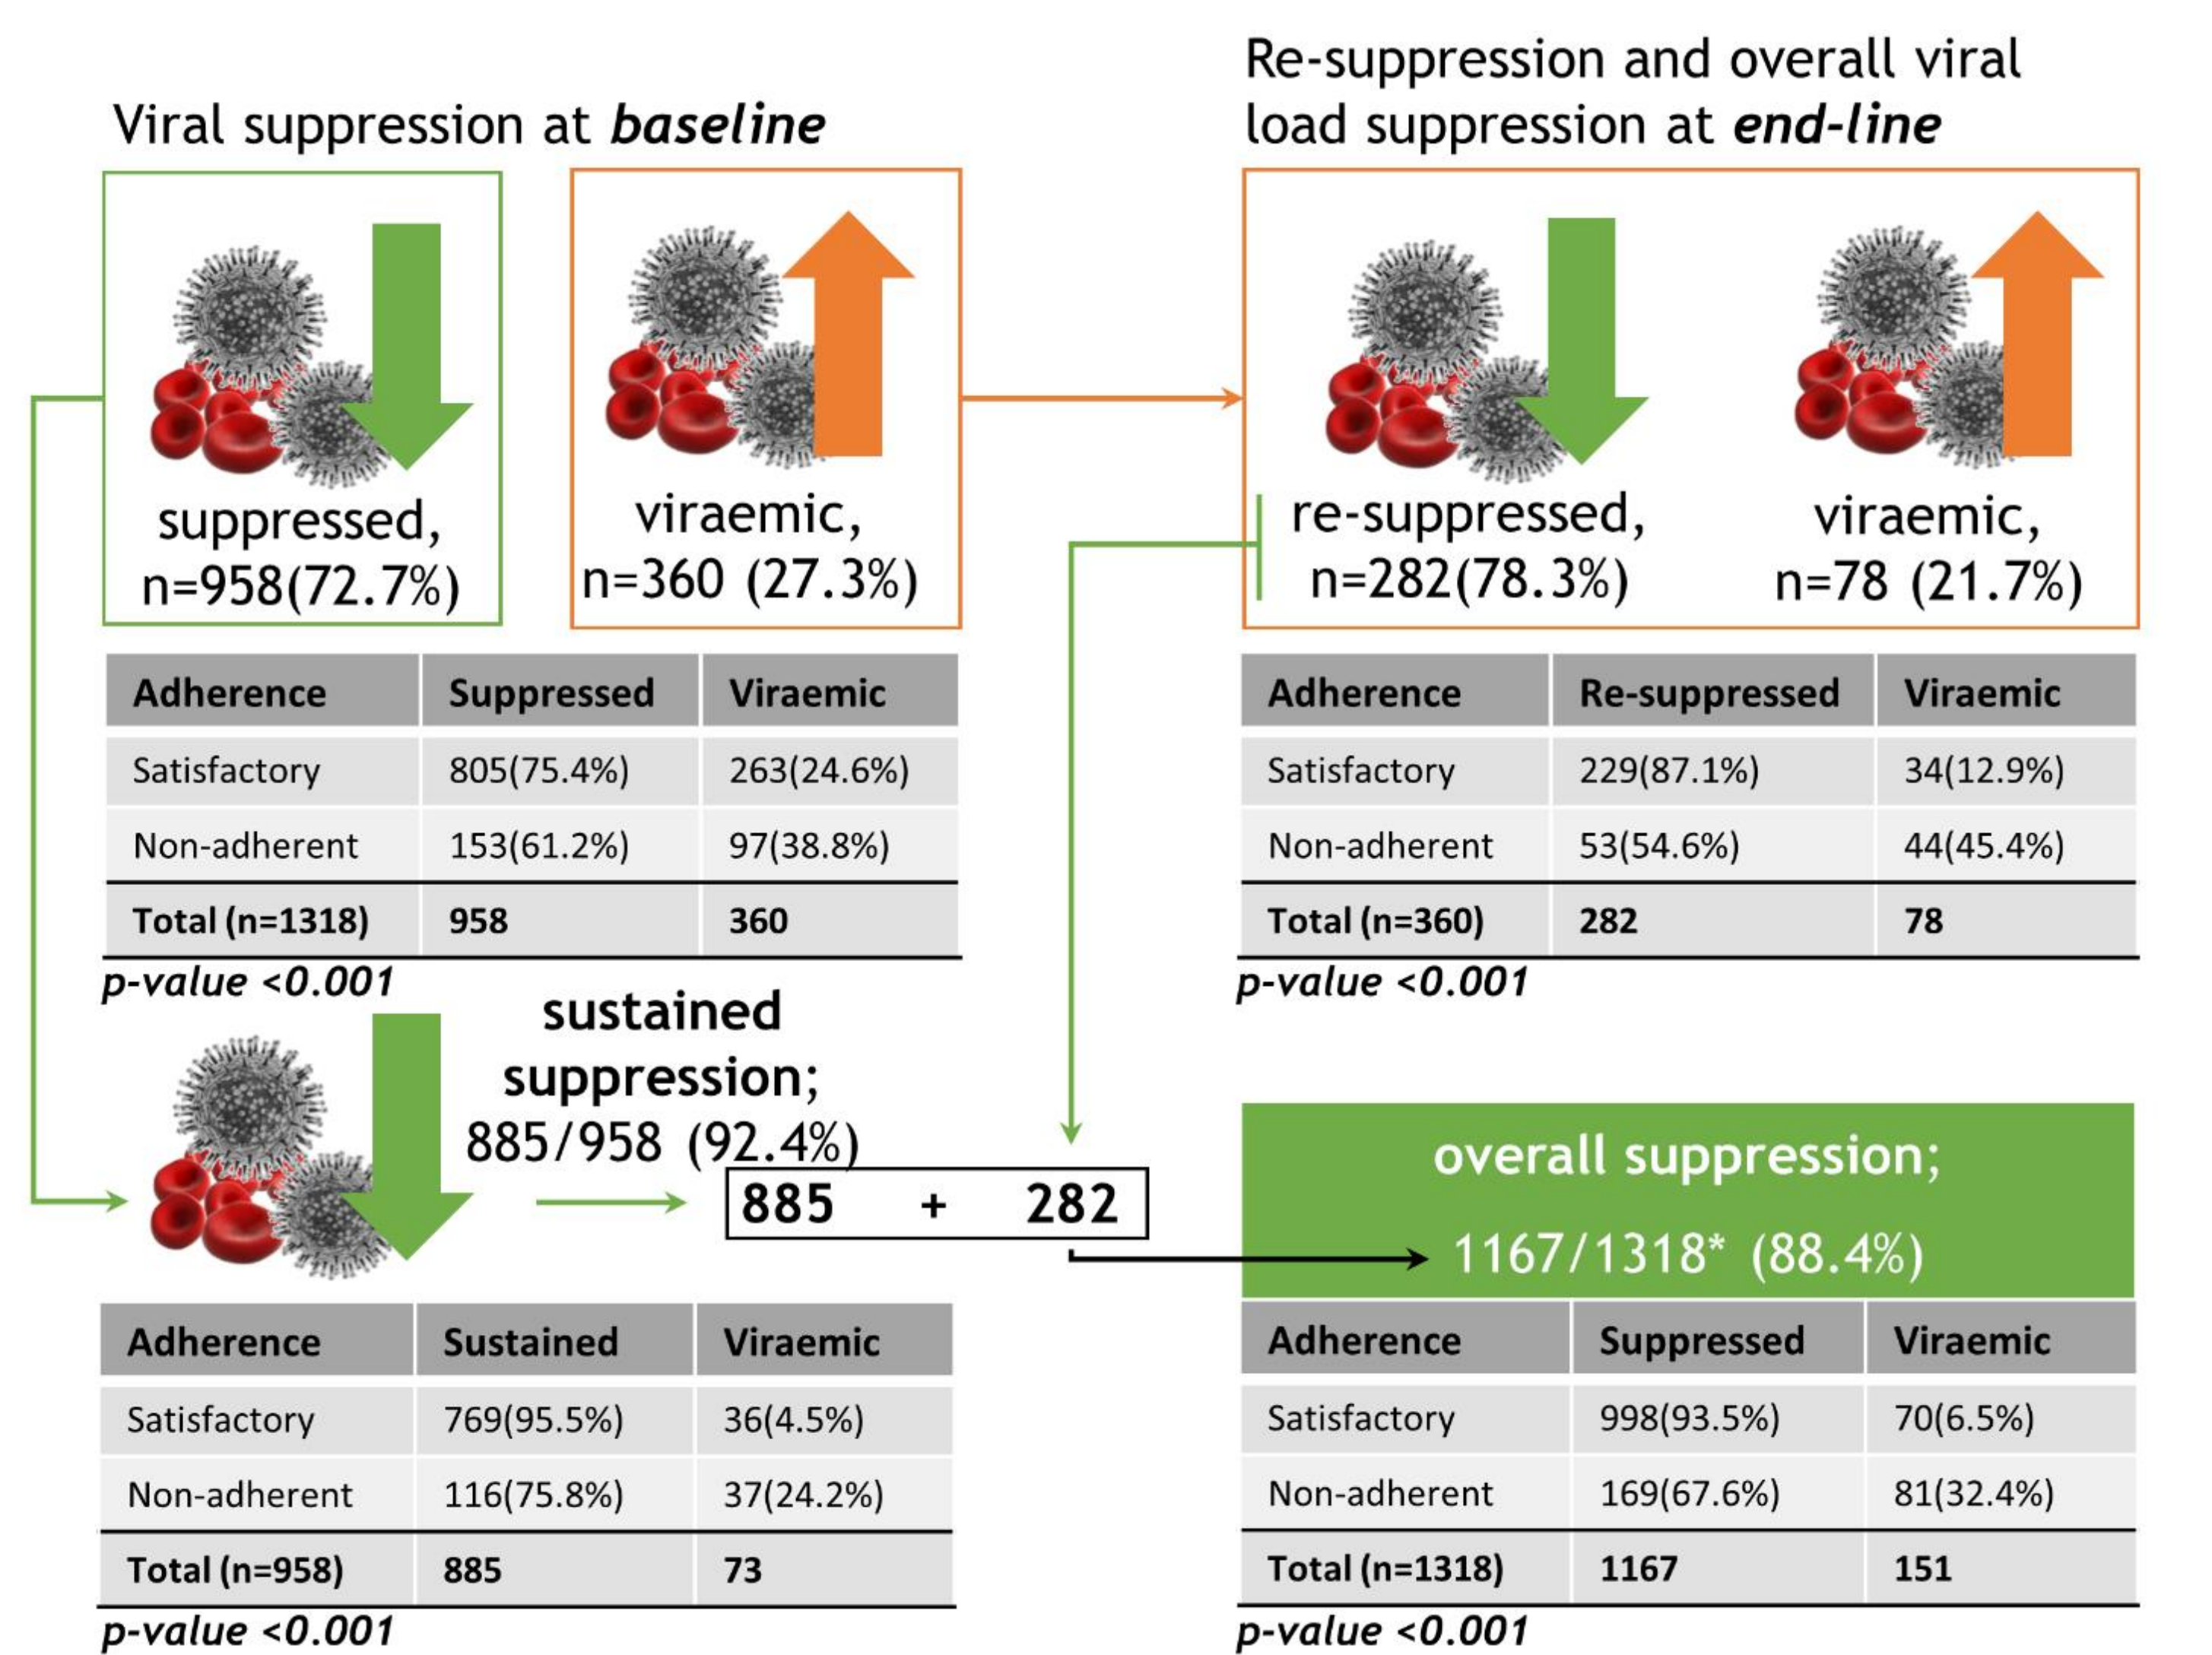 Viral suppression at baseline
suppressed,
n=958(72.7%)
viraemic,
n=360 (27.3%)
Re-suppression and overall viral
load suppression at end-line
re-suppressed,
n=282(78.3%)
viraemic,
n=78 (21.7%)
Adherence Suppressed Viraemic
Satisfactory 805(75.4%) 263(24.6%)
Non-adherent 153(61.2%) 97(38.8%)
Total (n=1318) 958 360
p-value <0.001
Adherence Re-suppressed Viraemic
Satisfactory 229(87.1%) 34(12.9%)
Non-adherent 53(54.6%) 44(45.4%)
Total (n=360) 282 78
p-value <0.001
sustained
suppression;
885/958 (92.4%)
885 + 282
overall suppression;
1167/1318* (88.4%)
Adherence Sustained Viraemic
Satisfactory 769(95.5%) 36(4.5%)
Non-adherent 116(75.8%) 37(24.2%)
Total (n=958) 885 73
p-value <0.001
Adherence Suppressed Viraemic
Satisfactory 998(93.5%) 70(6.5%)
Non-adherent 169(67.6%) 81(32.4%)
Total (n=1318) 1167 151
p-value <0.001